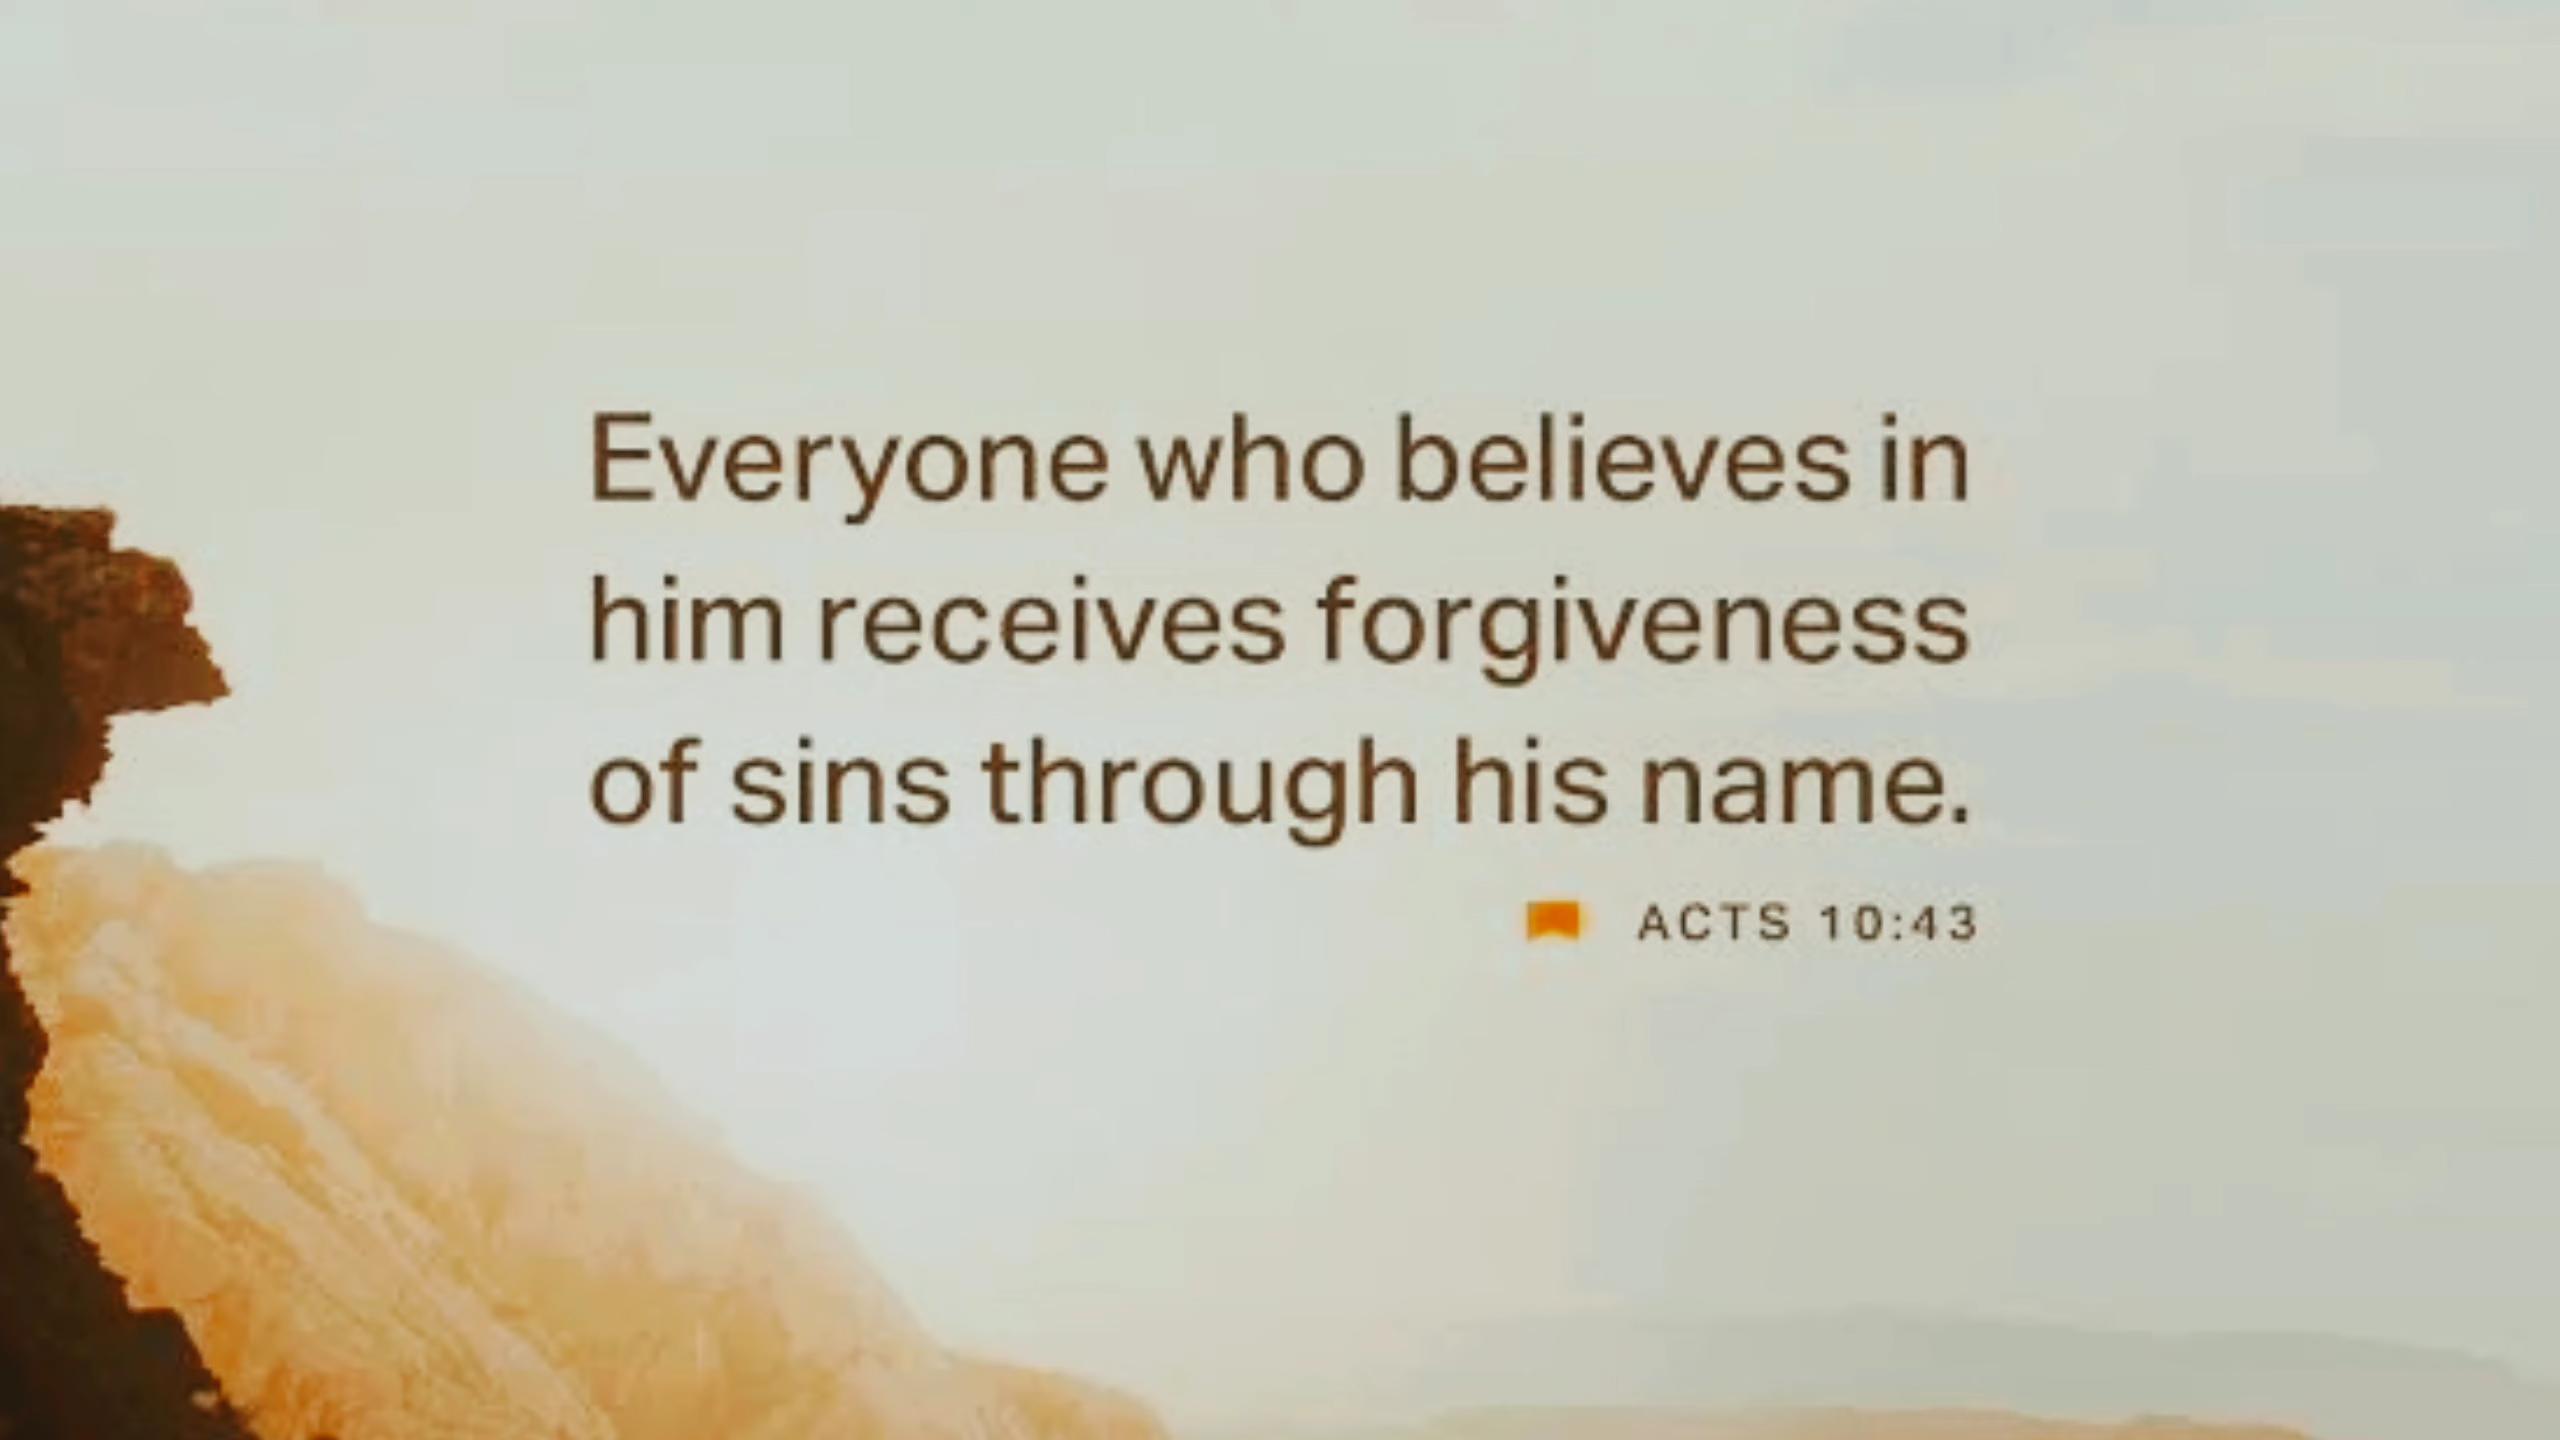 Everyone who believes in
him receives forgiveness
of sins through his name.
ACTS 10:43